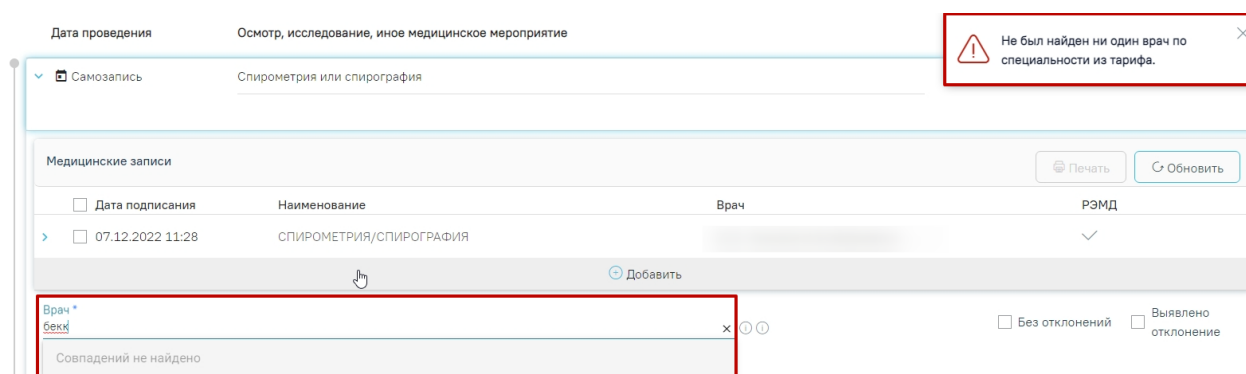 Дата проведения
Осмотр, исследование, иное медицинское мероприятие
Не был найден ни один врач по
специальности из тарифа.
Самозапись
Спирометрия или спирография
Медицинские записи
Печать
Обновить
Дата подписания
Наименование
Врач
РЭМД
07.12.2022 11:28
СПИРОМЕТРИЯ/СПИРОГРАФИЯ
Добавить
Врач *
бекк
Без отклонений
Выявлено
отклонение
Совпадений не найдено